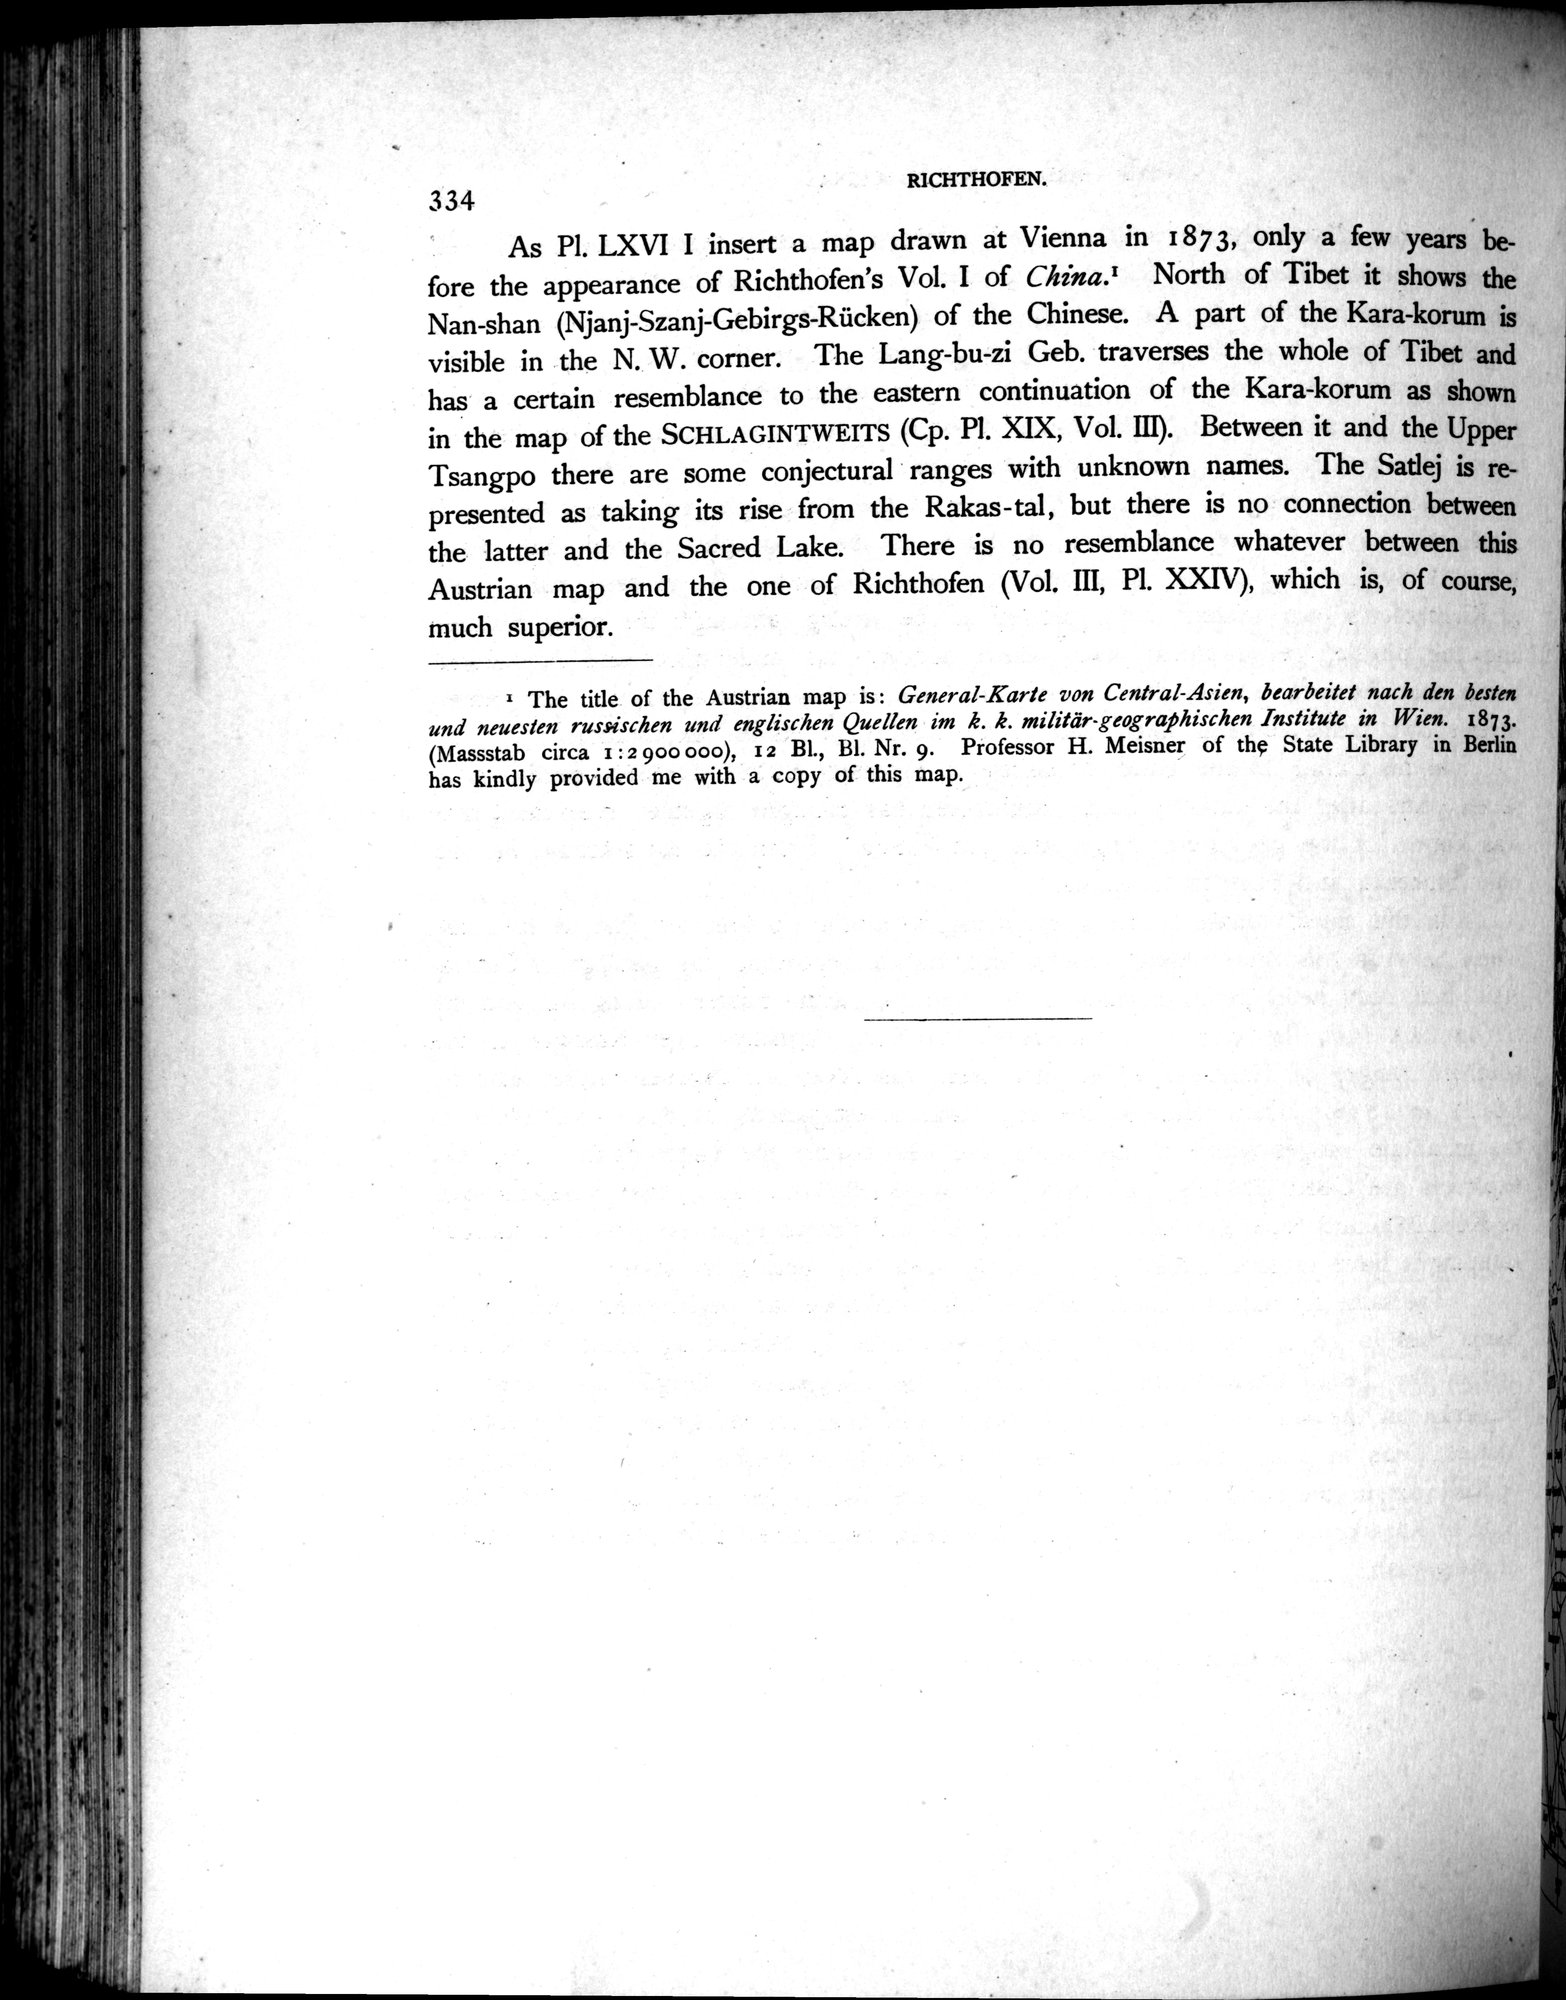 334
RICHTHOFEN.
As Pl. LXVI I insert a map drawn at Vienna in 1873, only a few years be-
fore the appearance of Richthofen's Vol. I of China.¹ North of Tibet it shows the
Nan-shan (Njanj-Szanj-Gebirgs-Rücken) of the Chinese. A part of the Kara-korum is
visible in the N. W. corner. The Lang-bu-zi Geb. traverses the whole of Tibet and
has a certain resemblance to the eastern continuation of the Kara-korum as shown
in the map of the SCHLAGINTWEITS (Cp. Pl. XIX, Vol. III). Between it and the Upper
Tsangpo there are some conjectural ranges with unknown names. The Satlej is re-
presented as taking its rise from the Rakas-tal, but there is no connection between
the latter and the Sacred Lake. There is no resemblance whatever between this
Austrian map and the one of Richthofen (Vol. III, Pl. XXIV), which is, of course,
much superior.
¹ The title of the Austrian map is: General-Karte von Central-Asien, bearbeitet nach den besten
und neuesten russischen und englischen Quellen im k. k. militär-geographischen Institute in Wien. 1873.
(Massstab circa 1:2 900 000), 12 Bl., Bl. Nr. 9. Professor H. Meisner of the State Library in Berlin
has kindly provided me with a copy of this map.